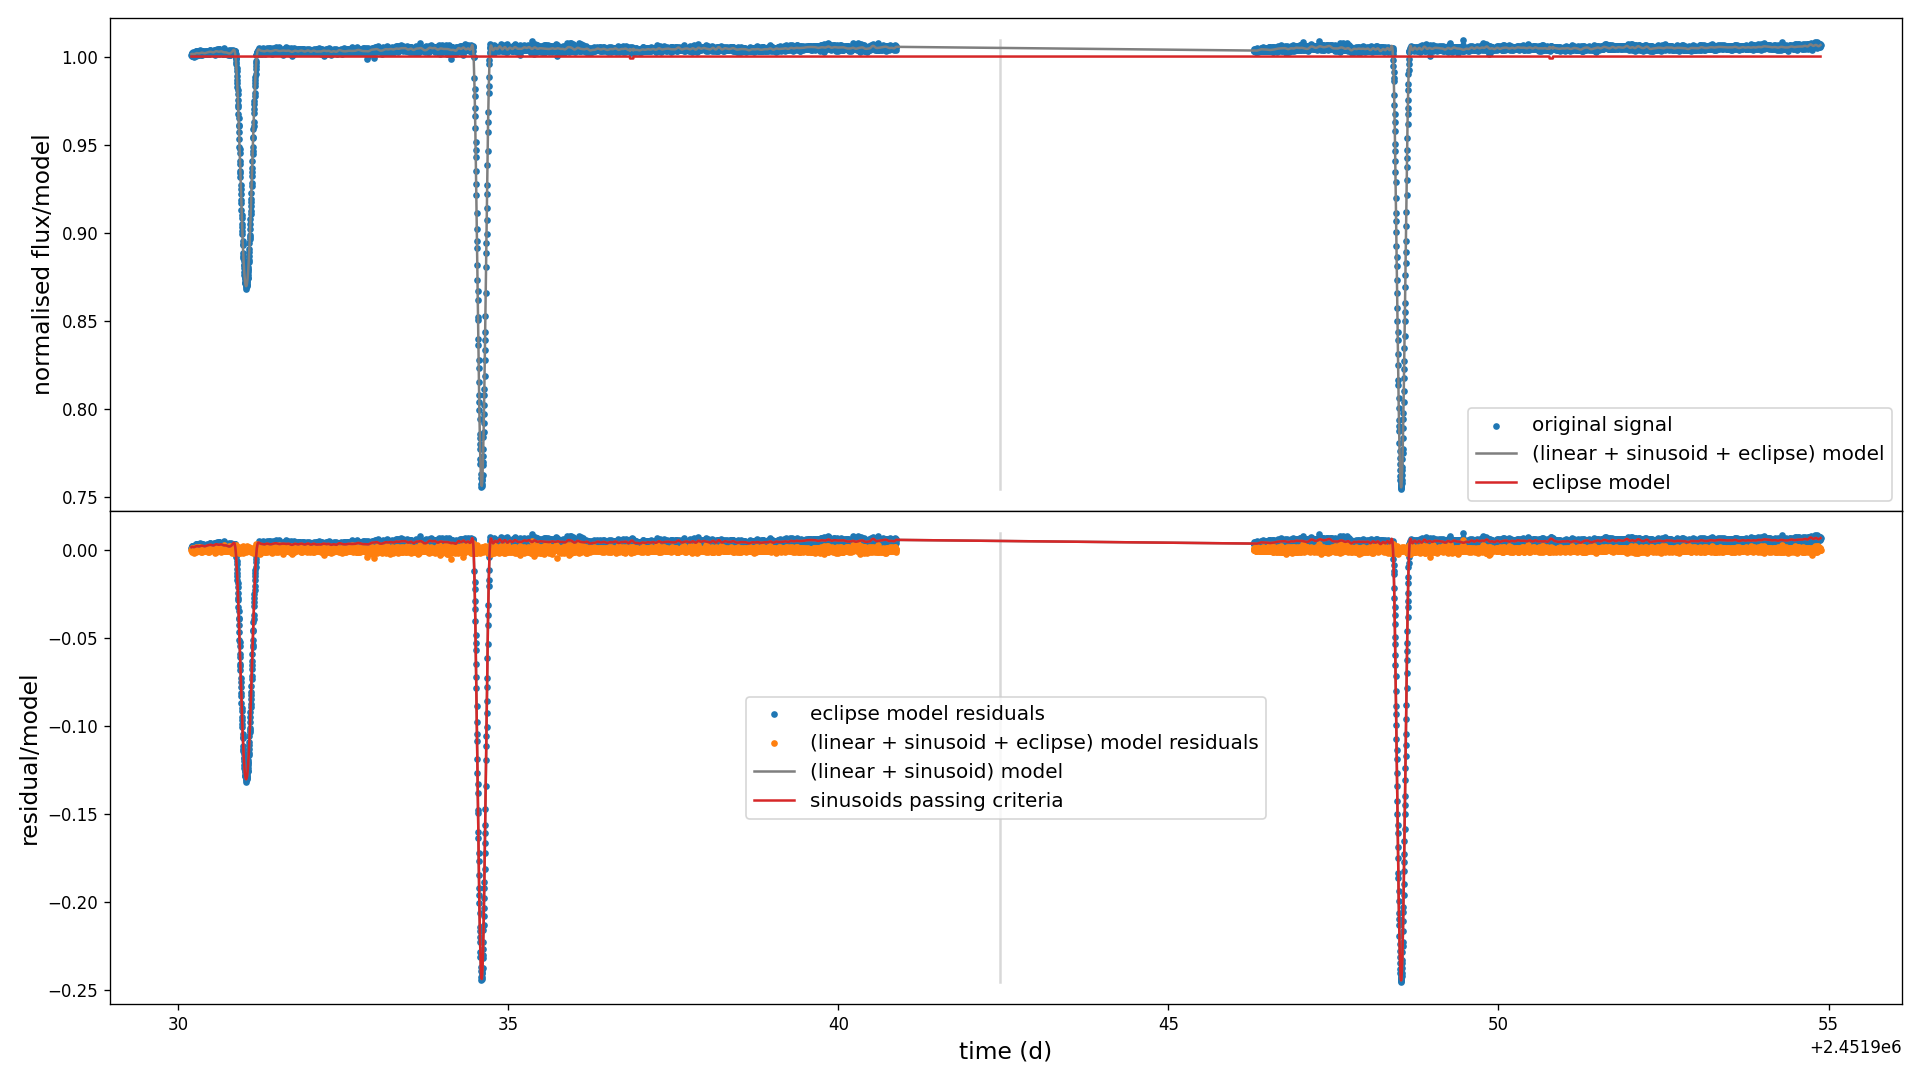 normalised flux/model
1.00
0.95
0.90
0.85
0.80
0.75
original signal
(linear + sinusoid + eclipse) model
eclipse model
residual/model
0.00
−0.05
−0.10
−0.15
−0.20
−0.25
eclipse model residuals
(linear + sinusoid + eclipse) model residuals
(linear + sinusoid) model
sinusoids passing criteria
30 35 40 45 50 55
time (d)
+2.4519e6